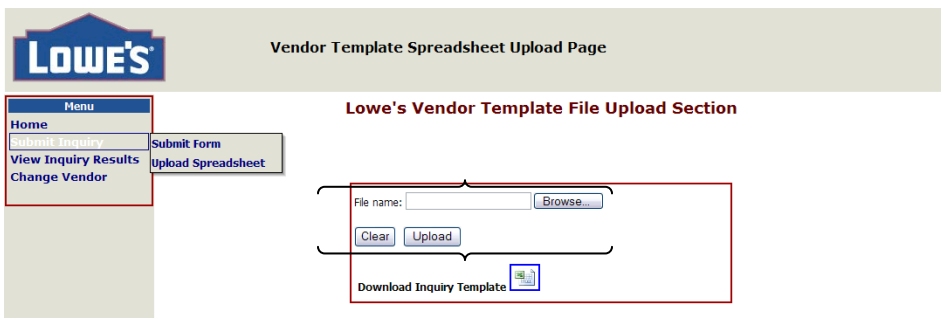 LOWE'S
Vendor Template Spreadsheet Upload Page
Menu
Home
Submit Inquiry
View Inquiry Results
Change Vendor
Submit Form
Upload Spreadsheet
Lowe's Vendor Template File Upload Section
File name:
Browse...
Clear
Upload
Download Inquiry Template